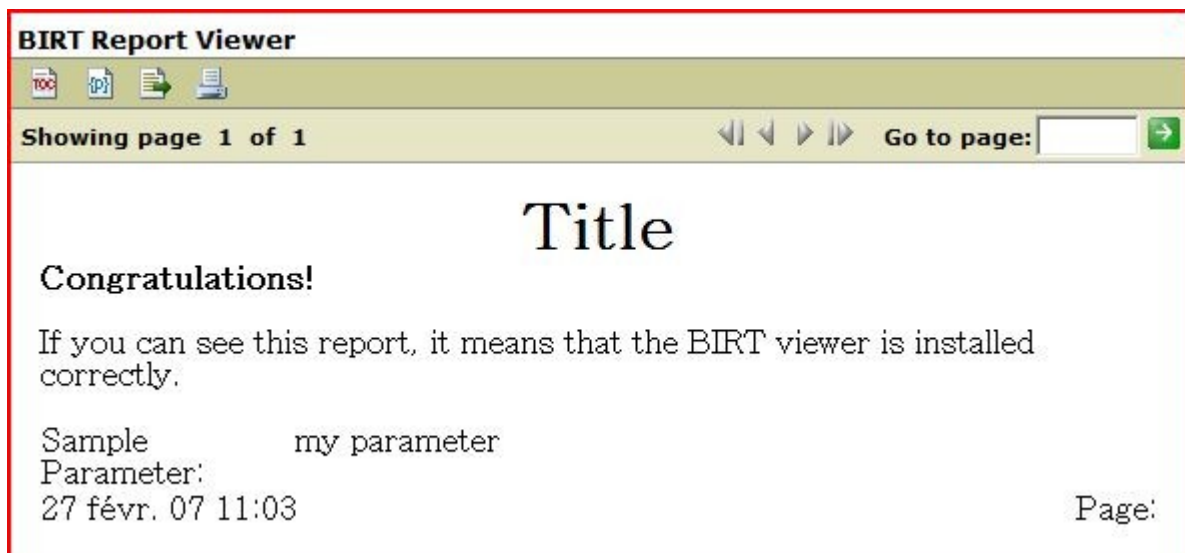 BIRT Report Viewer
TOC {p}
Showing page 1 of 1 Go to page:
Title
Congratulations!
If you can see this report, it means that the BIRT viewer is installed
correctly.
Sample my parameter
Parameter:
27 févr. 07 11:03 Page: